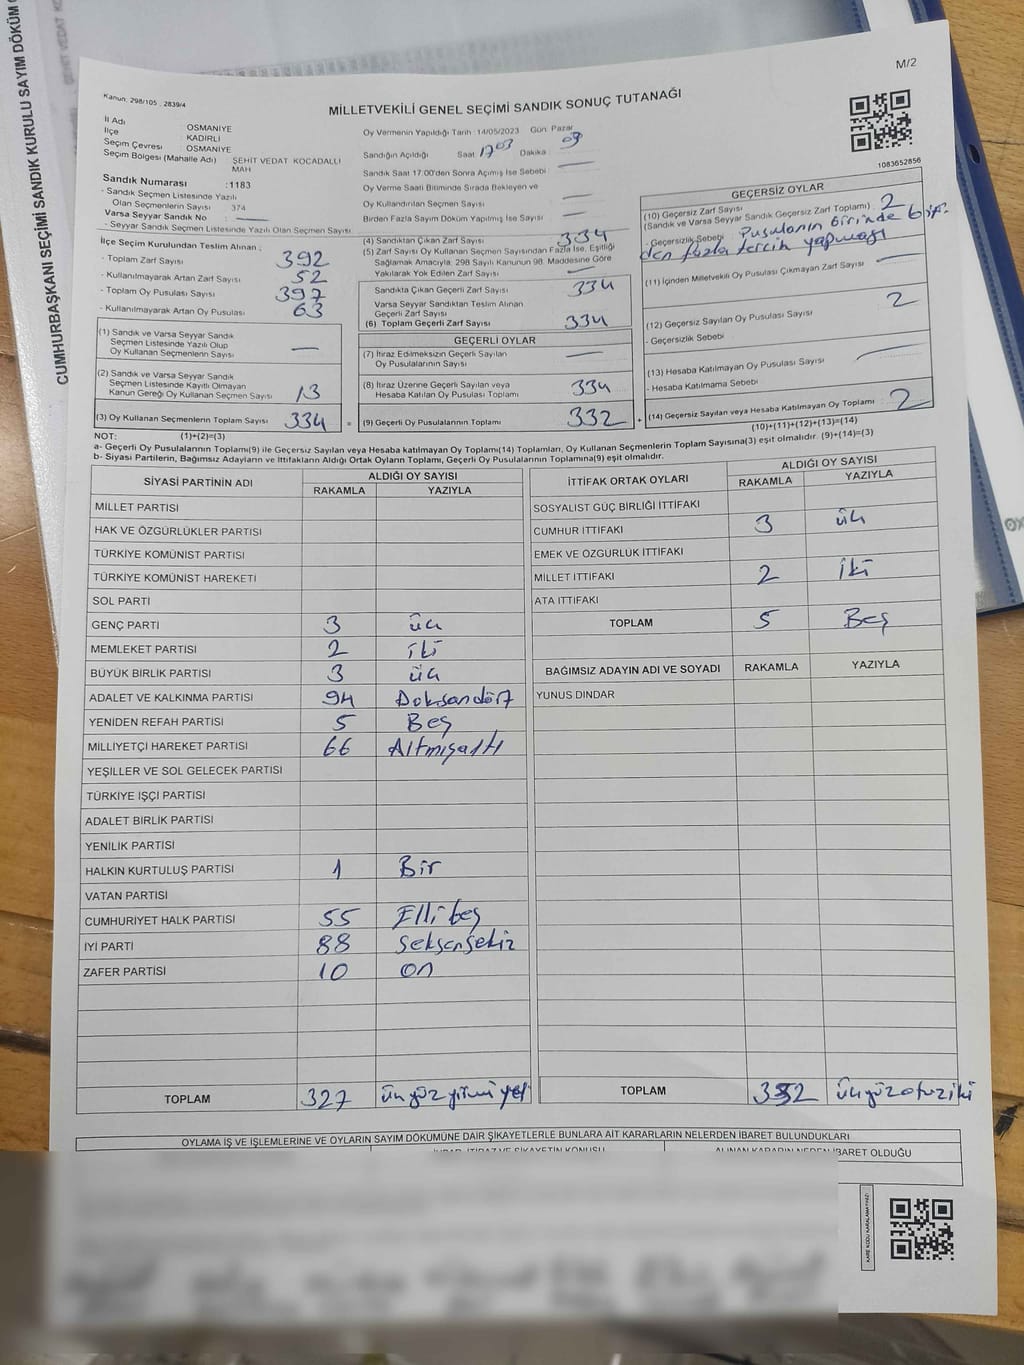 CUMHURBAŞKANI SEÇİMİ SANDIK KURULU SAYIM DÖKÜM
M/2
Kanun: 298/105 , 2839/4
MİLLETVEKİLİ GENEL SEÇİMİ SANDIK SONUÇ TUTANAĞI
İl Adı OSMANİYE
İlçe KADİRLİ
Seçim Çevresi OSMANİYE
Seçim Bölgesi (Mahalle Adı) ŞEHİT VEDAT KOCADALLI MAH
Sandık Numarası :1183
- Sandık Seçmen Listesinde Yazılı
Olan Seçmenlerin Sayısı 374
Varsa Seyyar Sandık No : —
- Seyyar Sandık Seçmen Listesinde Yazılı Olan Seçmen Sayısı
Oy Vermenin Yapıldığı Tarih :14/05/2023 Gün: Pazar
Sandığın Açıldığı Saat: 17 03 Dakika : 03
Sandık Saat 17.00'den Sonra Açılmış İse Sebebi : —
Oy Verme Saati Bitiminde Sırada Bekleyen ve
Oy Kullandırılan Seçmen Sayısı —
Birden Fazla Sayım Döküm Yapılmış İse Sayısı —
1083652856
İlçe Seçim Kurulundan Teslim Alınan ;
- Toplam Zarf Sayısı 392
- Kullanılmayarak Artan Zarf Sayısı 52
- Toplam Oy Pusulası Sayısı 397
- Kullanılmayarak Artan Oy Pusulası 63
(1) Sandık ve Varsa Seyyar Sandık
Seçmen Listesinde Yazılı Olup
Oy Kullanan Seçmenlerin Sayısı —
(2) Sandık ve Varsa Seyyar Sandık
Seçmen Listesinde Kayıtlı Olmayan
Kanun Gereği Oy Kullanan Seçmen Sayısı 13
(3) Oy Kullanan Seçmenlerin Toplam Sayısı 334
(4) Sandıktan Çıkan Zarf Sayısı 334
(5) Zarf Sayısı Oy Kullanan Seçmen Sayısından Fazla İse, Eşitliği
Sağlamak Amacıyla, 298 Sayılı Kanunun 98. Maddesine Göre
Yakılarak Yok Edilen Zarf Sayısı —
Sandıkta Çıkan Geçerli Zarf Sayısı 334
Varsa Seyyar Sandıktan Teslim Alınan
Geçerli Zarf Sayısı
(6) Toplam Geçerli Zarf Sayısı 334
GEÇERLİ OYLAR
(7) İtiraz Edilmeksizin Geçerli Sayılan
Oy Pusulalarının Sayısı —
(8) İtiraz Üzerine Geçerli Sayılan veya
Hesaba Katılan Oy Pusulaları Toplamı 334
(9) Geçerli Oy Pusulalarının Toplamı 332
GEÇERSİZ OYLAR
(10) Geçersiz Zarf Sayısı
(Sandık ve Varsa Seyyar Sandık Geçersiz Zarf Toplamı) 2
- Geçersizlik Sebebi Pusulanın birinde bir-
den fazla tercih yapması
(11) İçinden Milletvekili Oy Pusulası Çıkmayan Zarf Sayısı —
(12) Geçersiz Sayılan Oy Pusulası Sayısı 2
- Geçersizlik Sebebi
(13) Hesaba Katılmayan Oy Pusulası Sayısı —
- Hesaba Katılmama Sebebi
(14) Geçersiz Sayılan veya Hesaba Katılmayan Oy Toplamı : 2
(10)+(11)+(12)+(13)=(14)
NOT: (1)+(2)=(3)
a- Geçerli Oy Pusulalarının Toplamı(9) ile Geçersiz Sayılan veya Hesaba katılmayan Oy Toplamı(14) Toplamları, Oy Kullanan Seçmenlerin Toplam Sayısına(3) eşit olmalıdır. (9)+(14)=(3)
b- Siyasi Partilerin, Bağımsız Adayların ve İttifakların Aldığı Oyların Toplamı, Geçerli Oy Pusulalarının Toplamına(9) eşit olmalıdır.
SİYASİ PARTİNİN ADI ALDIĞI OY SAYISI
RAKAMLA YAZIYLA
MİLLET PARTİSİ
HAK VE ÖZGÜRLÜKLER PARTİSİ
TÜRKİYE KOMÜNİST PARTİSİ
TÜRKİYE KOMÜNİST HAREKETİ
SOL PARTİ
GENÇ PARTİ 3 üç
MEMLEKET PARTİSİ 2 iki
BÜYÜK BİRLİK PARTİSİ 3 üç
ADALET VE KALKINMA PARTİSİ 94 Doksandört
YENİDEN REFAH PARTİSİ 5 Beş
MİLLİYETÇİ HAREKET PARTİSİ 66 Altmışaltı
YEŞİLLER VE SOL GELECEK PARTİSİ
TÜRKİYE İŞÇİ PARTİSİ
ADALET BİRLİK PARTİSİ
YENİLİK PARTİSİ
HALKIN KURTULUŞ PARTİSİ 1 Bir
VATAN PARTİSİ
CUMHURİYET HALK PARTİSİ 55 Ellibeş
İYİ PARTİ 88 Seksensekiz
ZAFER PARTİSİ 10 on
TOPLAM 327 üçyüzyirmiyedi
İTTİFAK ORTAK OYLARI ALDIĞI OY SAYISI
RAKAMLA YAZIYLA
SOSYALİST GÜÇ BİRLİĞİ İTTİFAKI
CUMHUR İTTİFAKI 3 üç
EMEK VE ÖZGÜRLÜK İTTİFAKI
MİLLET İTTİFAKI 2 İki
ATA İTTİFAKI
TOPLAM 5 Beş
BAĞIMSIZ ADAYIN ADI VE SOYADI RAKAMLA YAZIYLA
YUNUS DINDAR
TOPLAM 332 üçyüzotuziki
OYLAMA İŞ VE İŞLEMLERİNE VE OYLARIN SAYIM DÖKÜMÜNE DAİR ŞİKAYETLERLE BUNLARA AİT KARARLARIN NELERDEN İBARET BULUNDUKLARI
İHBAR, İTİRAZ VE ŞİKAYETİN KONUSU
ALINAN KARARIN NEDEN İBARET OLDUĞU
KARE KODU KARALAMAYINIZ!